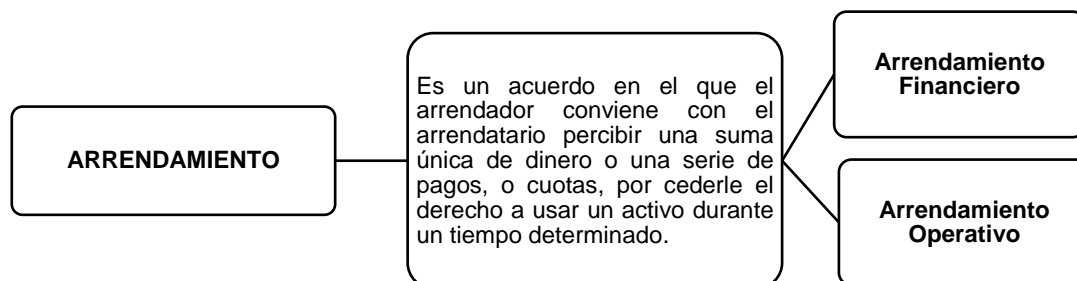 ARRENDAMIENTO
Es un acuerdo en el que el
arrendador conviene con el
arrendatario percibir una suma
única de dinero o una serie de
pagos, o cuotas, por cederle el
derecho a usar un activo durante
un tiempo determinado.
Arrendamiento
Financiero
Arrendamiento
Operativo